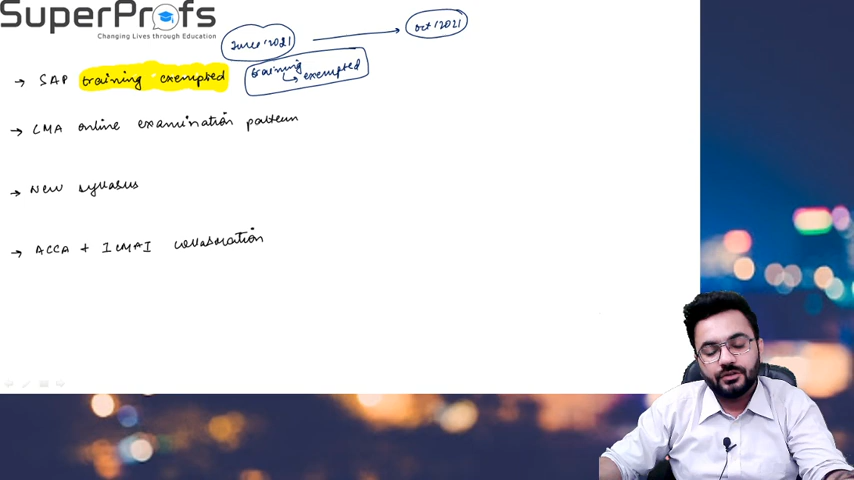 SuperProfs
Changing Lives through Education
June'2021 → Oct'2021
→ SAP training exempted
training
↳ exempted
→ CMA online examination pattern
→ New syllabus
→ ACCA + ICMAI collaboration